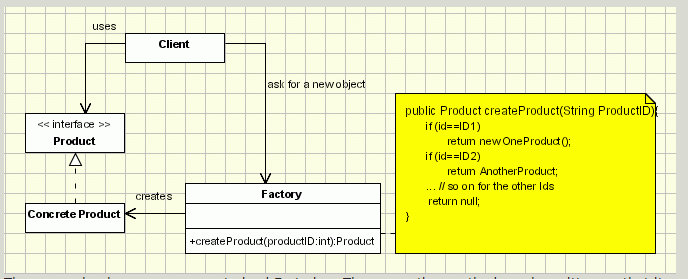 uses
Client
ask for a new object
<< interface >>
Product
creates
Concrete Product
Factory
+createProduct(productID:int):Product
public Product createProduct(String ProductID){
if (id==ID1)
return new OneProduct();
if (id==ID2)
return AnotherProduct;
... // so on for the other Ids
return null;
}